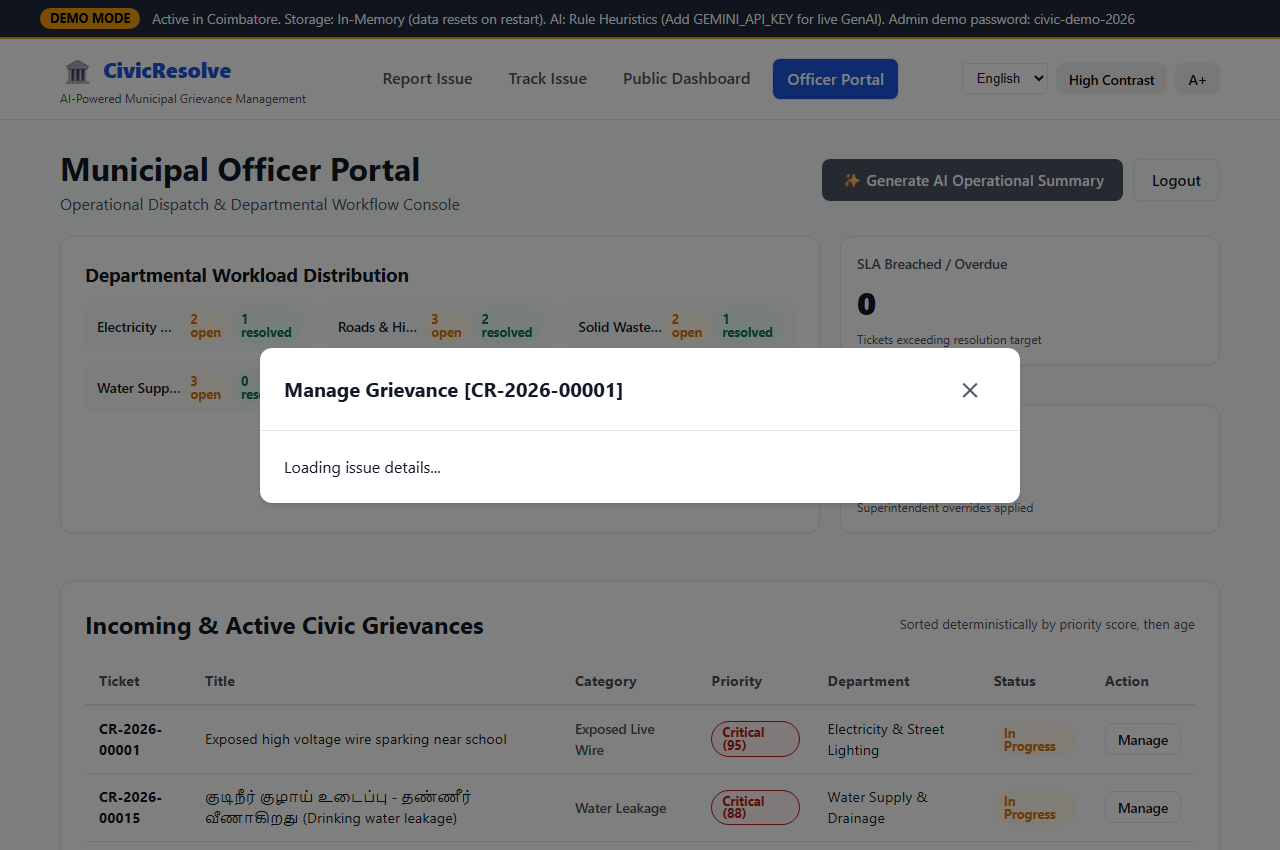 DEMO MODE Active in Coimbatore. Storage: In-Memory (data resets on restart). AI: Rule Heuristics (Add GEMINI_API_KEY for live GenAI). Admin demo password: civic-demo-2026
CivicResolve
AI-Powered Municipal Grievance Management
Report Issue Track Issue Public Dashboard Officer Portal English High Contrast A+
Municipal Officer Portal
Operational Dispatch & Departmental Workflow Console
Generate AI Operational Summary Logout
Departmental Workload Distribution
Electricity ... 2 open 1 resolved
Roads & Hi... 3 open 2 resolved
Solid Waste... 2 open 1 resolved
Water Supp... 3 open 0
SLA Breached / Overdue
0
Tickets exceeding resolution target
Manage Grievance [CR-2026-00001]
Loading issue details...
Superintendent overrides applied
Incoming & Active Civic Grievances
Sorted deterministically by priority score, then age
Ticket Title Category Priority Department Status Action
CR-2026-00001 Exposed high voltage wire sparking near school Exposed Live Wire Critical (95) Electricity & Street Lighting In Progress Manage
CR-2026-00015 குடிநீர் குழாய் உடைப்பு - தண்ணீர் வீணாகிறது (Drinking water leakage) Water Leakage Critical (88) Water Supply & Drainage In Progress Manage